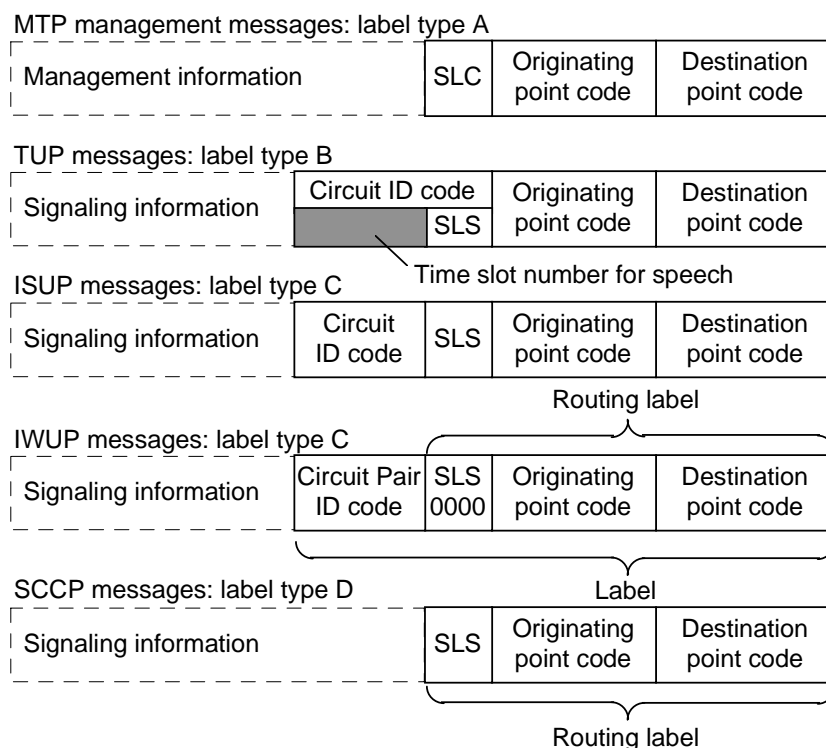 MTP management messages: label type A
Management information
SLC
Originating
point code
Destination
point code
TUP messages: label type B
Signaling information
Circuit ID code
SLS
Originating
point code
Destination
point code
Time slot number for speech
ISUP messages: label type C
Signaling information
Circuit
ID code
SLS
Originating
point code
Destination
point code
Routing label
IWUP messages: label type C
Signaling information
Circuit Pair
ID code
SLS
0000
Originating
point code
Destination
point code
Label
SCCP messages: label type D
Signaling information
SLS
Originating
point code
Destination
point code
Routing label